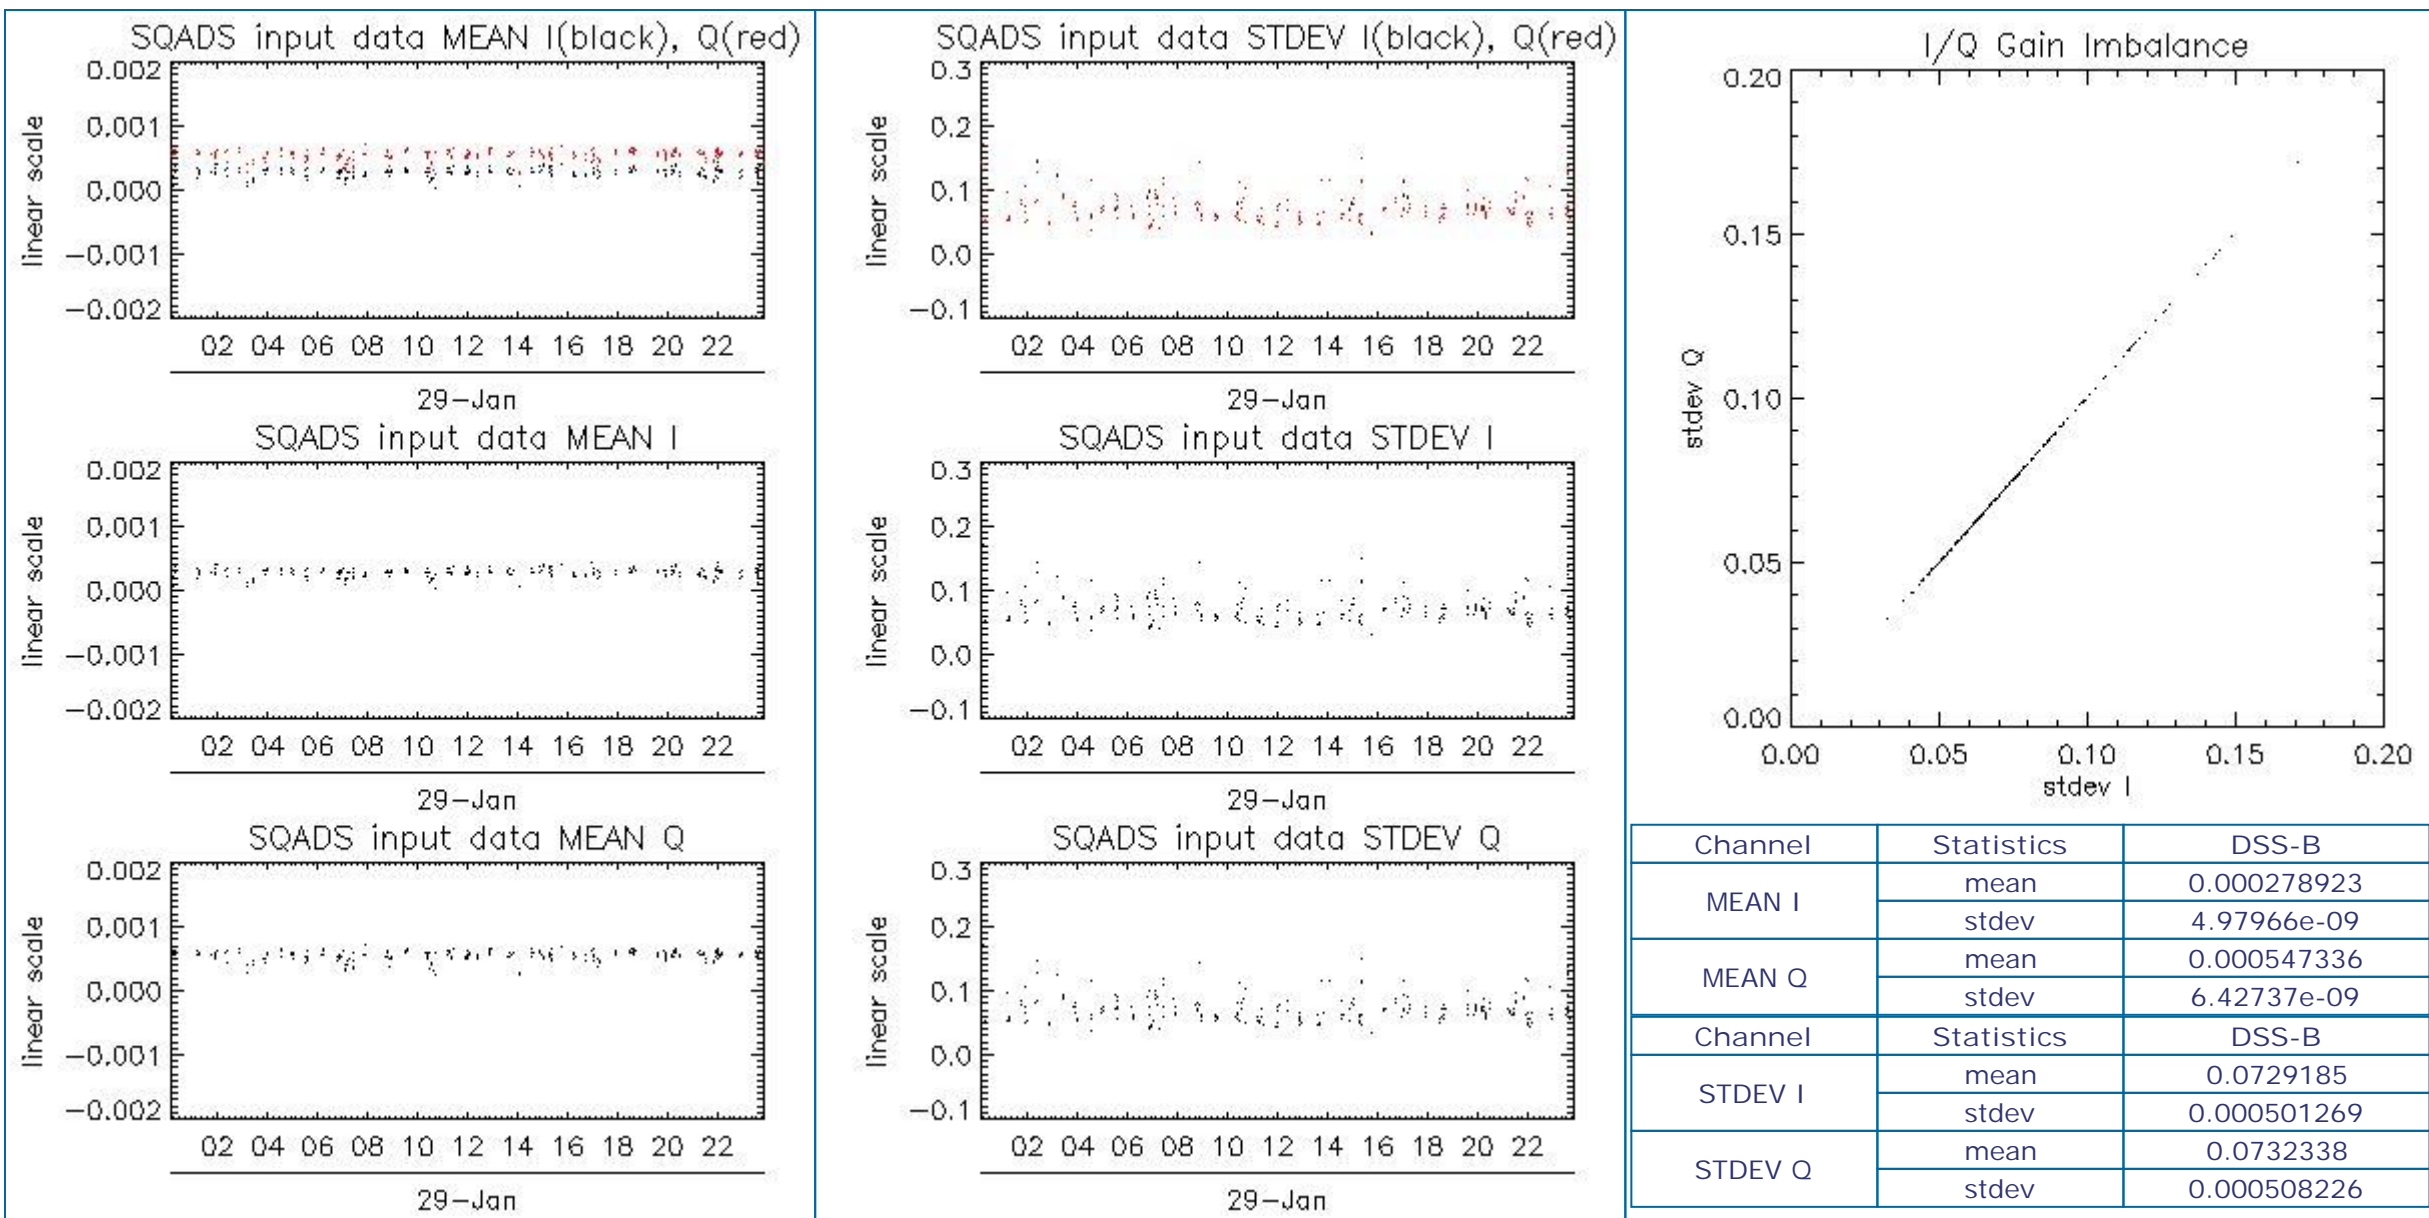 SQADS input data MEAN I(black), Q(red)
0.002
0.001
0.000
−0.001
−0.002
linear scale
02 04 06 08 10 12 14 16 18 20 22
29−Jan
SQADS input data MEAN I
0.002
0.001
0.000
−0.001
−0.002
linear scale
02 04 06 08 10 12 14 16 18 20 22
29−Jan
SQADS input data MEAN Q
0.002
0.001
0.000
−0.001
−0.002
linear scale
02 04 06 08 10 12 14 16 18 20 22
29−Jan
SQADS input data STDEV I(black), Q(red)
0.3
0.2
0.1
0.0
−0.1
linear scale
02 04 06 08 10 12 14 16 18 20 22
29−Jan
SQADS input data STDEV I
0.3
0.2
0.1
0.0
−0.1
linear scale
02 04 06 08 10 12 14 16 18 20 22
29−Jan
SQADS input data STDEV Q
0.3
0.2
0.1
0.0
−0.1
linear scale
02 04 06 08 10 12 14 16 18 20 22
29−Jan
I/Q Gain Imbalance
0.20
0.15
0.10
0.05
0.00
stdev Q
0.00 0.05 0.10 0.15 0.20
stdev I
Channel Statistics DSS-B
MEAN I mean 0.000278923
stdev 4.97966e-09
MEAN Q mean 0.000547336
stdev 6.42737e-09
Channel Statistics DSS-B
STDEV I mean 0.0729185
stdev 0.000501269
STDEV Q mean 0.0732338
stdev 0.000508226